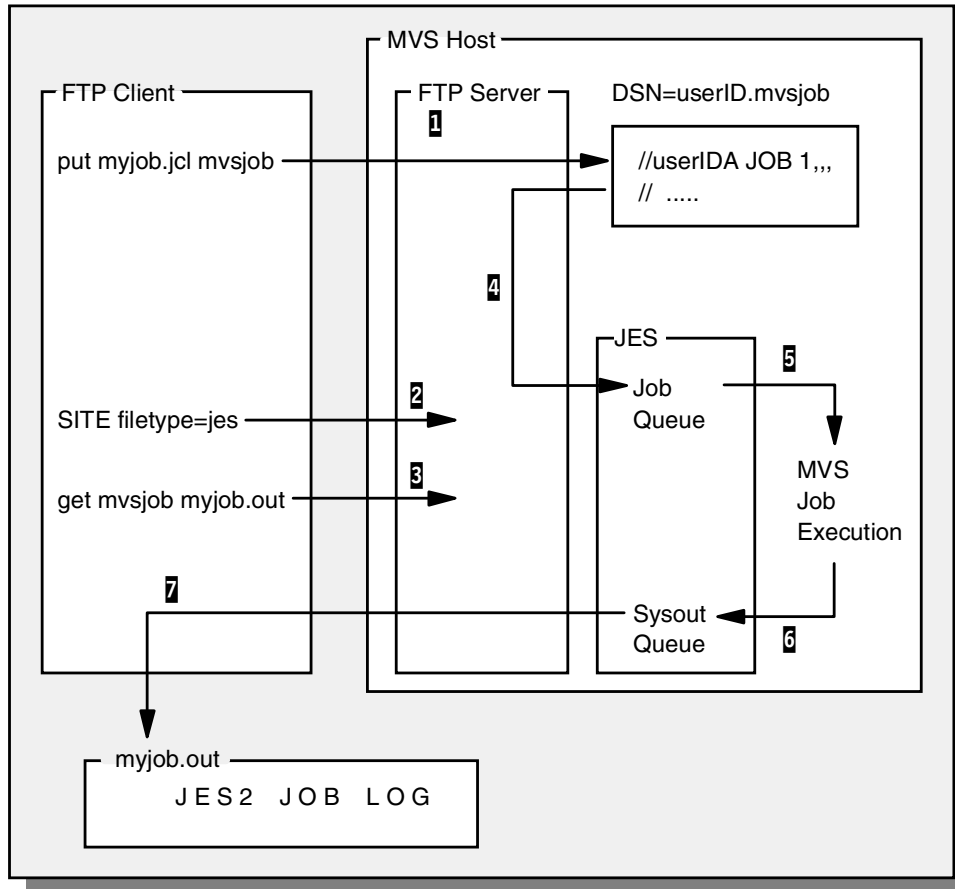 MVS Host
FTP Client
FTP Server
DSN=userID.mvsjob
1
put myjob.jcl mvsjob
//userIDA JOB 1,,,
// .....
4
JES
5
Job
Queue
2
SITE filetype=jes
3
get mvsjob myjob.out
MVS
Job
Execution
7
Sysout
Queue
6
myjob.out
JES2 JOB LOG